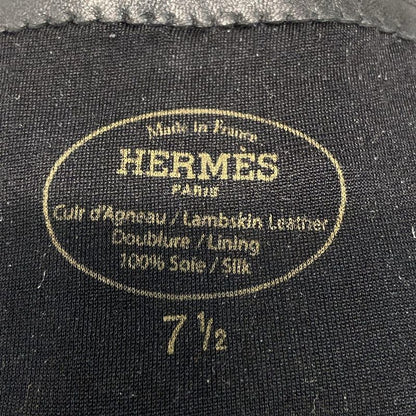 Made in France
HERMÈS
PARIS
Cuir d'Agneau / Lambskin Leather
Doublure / Lining
100% Soie / Silk
7 ½